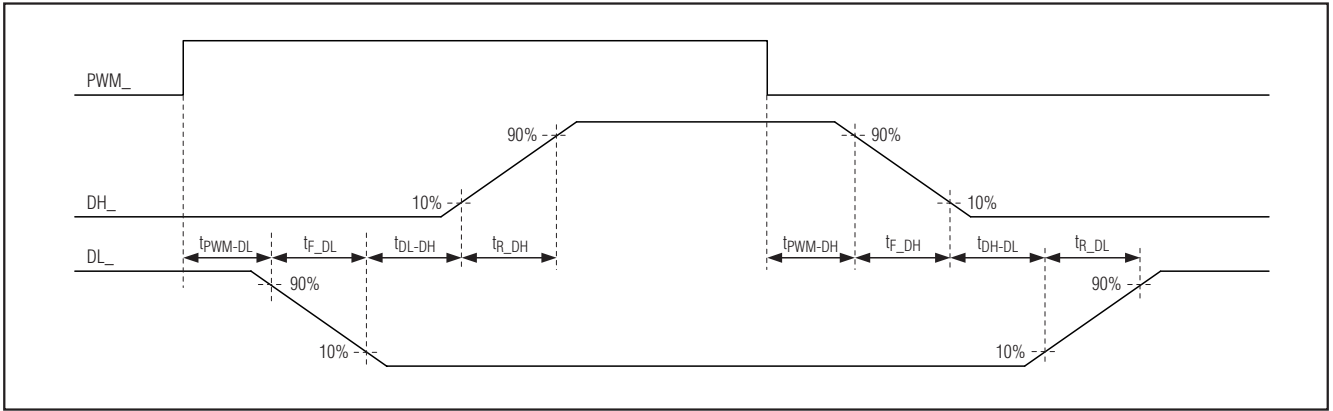 PWM_
90%
90%
10%
10%
DH_
tPWM-DL
tF_DL
tDL-DH
tR_DH
tPWM-DH
tF_DH
tDH-DL
tR_DL
DL_
90%
90%
10%
10%